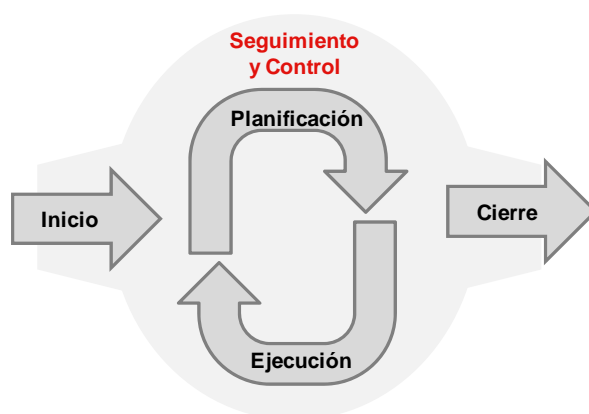 Seguimiento
y Control
Planificación
Inicio
Cierre
Ejecución